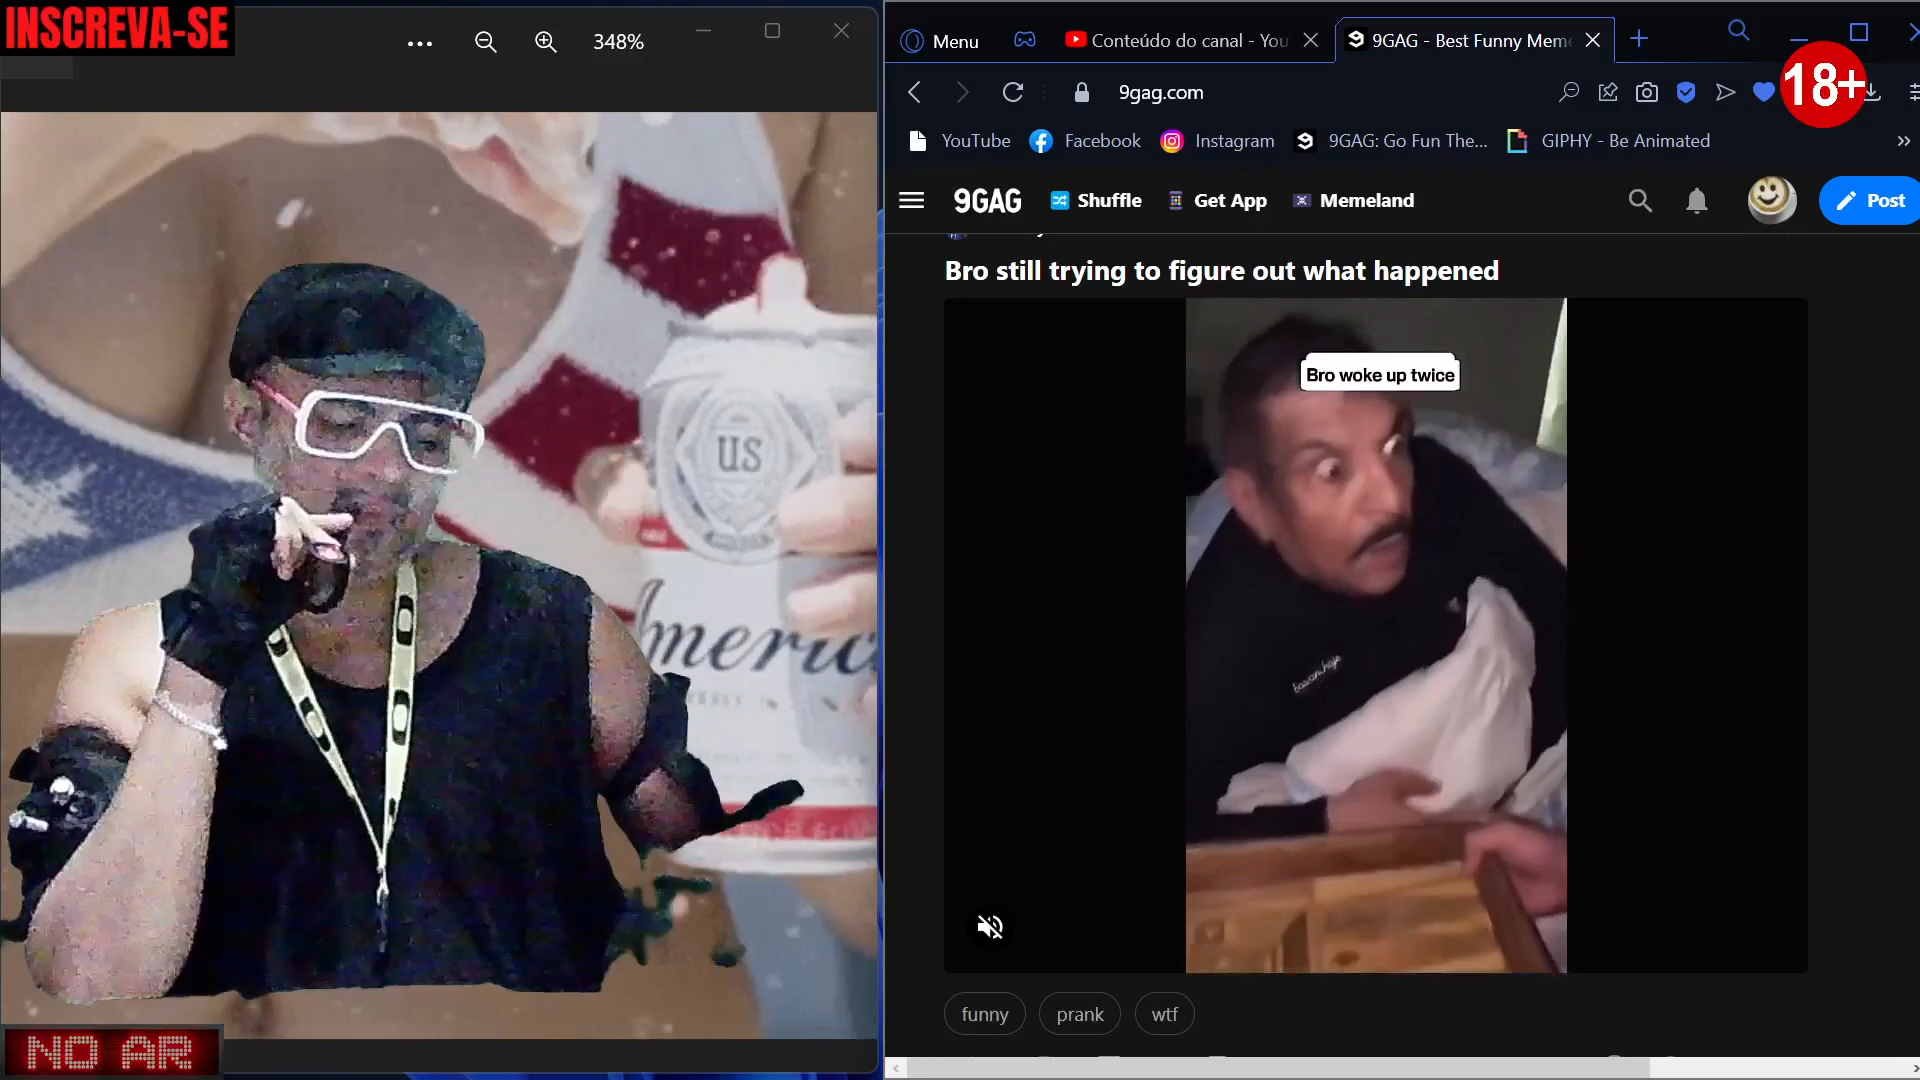 INSCREVA-SE
348%
US
America
NO AR
Menu
Conteúdo do canal - You
9GAG - Best Funny Meme
9gag.com
18+
YouTube
Facebook
Instagram
9GAG: Go Fun The...
GIPHY - Be Animated
9GAG
Shuffle
Get App
Memeland
Post
Bro still trying to figure out what happened
Bro woke up twice
funny
prank
wtf